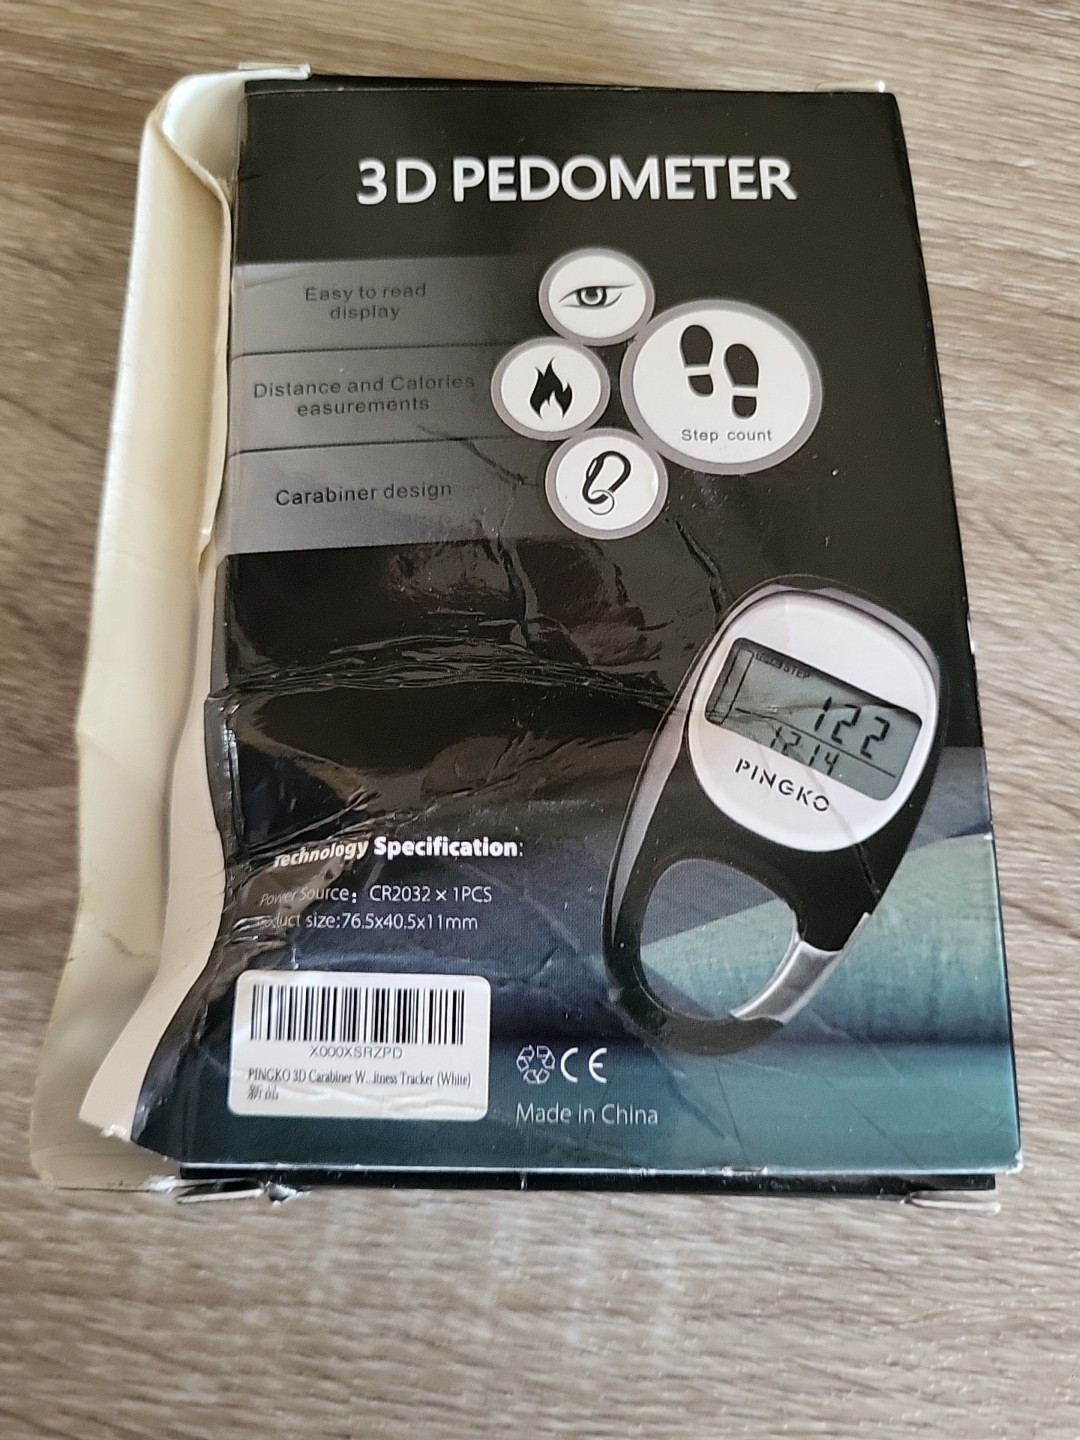 3D PEDOMETER
Easy to read
display
Distance and Calories
easurements
Carabiner design
Step count
STEP
122
12:14
PINGKO
Technology Specification:
Power Source: CR2032 × 1PCS
duct size:76.5x40.5x11mm
X000XSRZPD
PINGKO 3D Carabiner W...itness Tracker (White)
新品
CE
Made in China